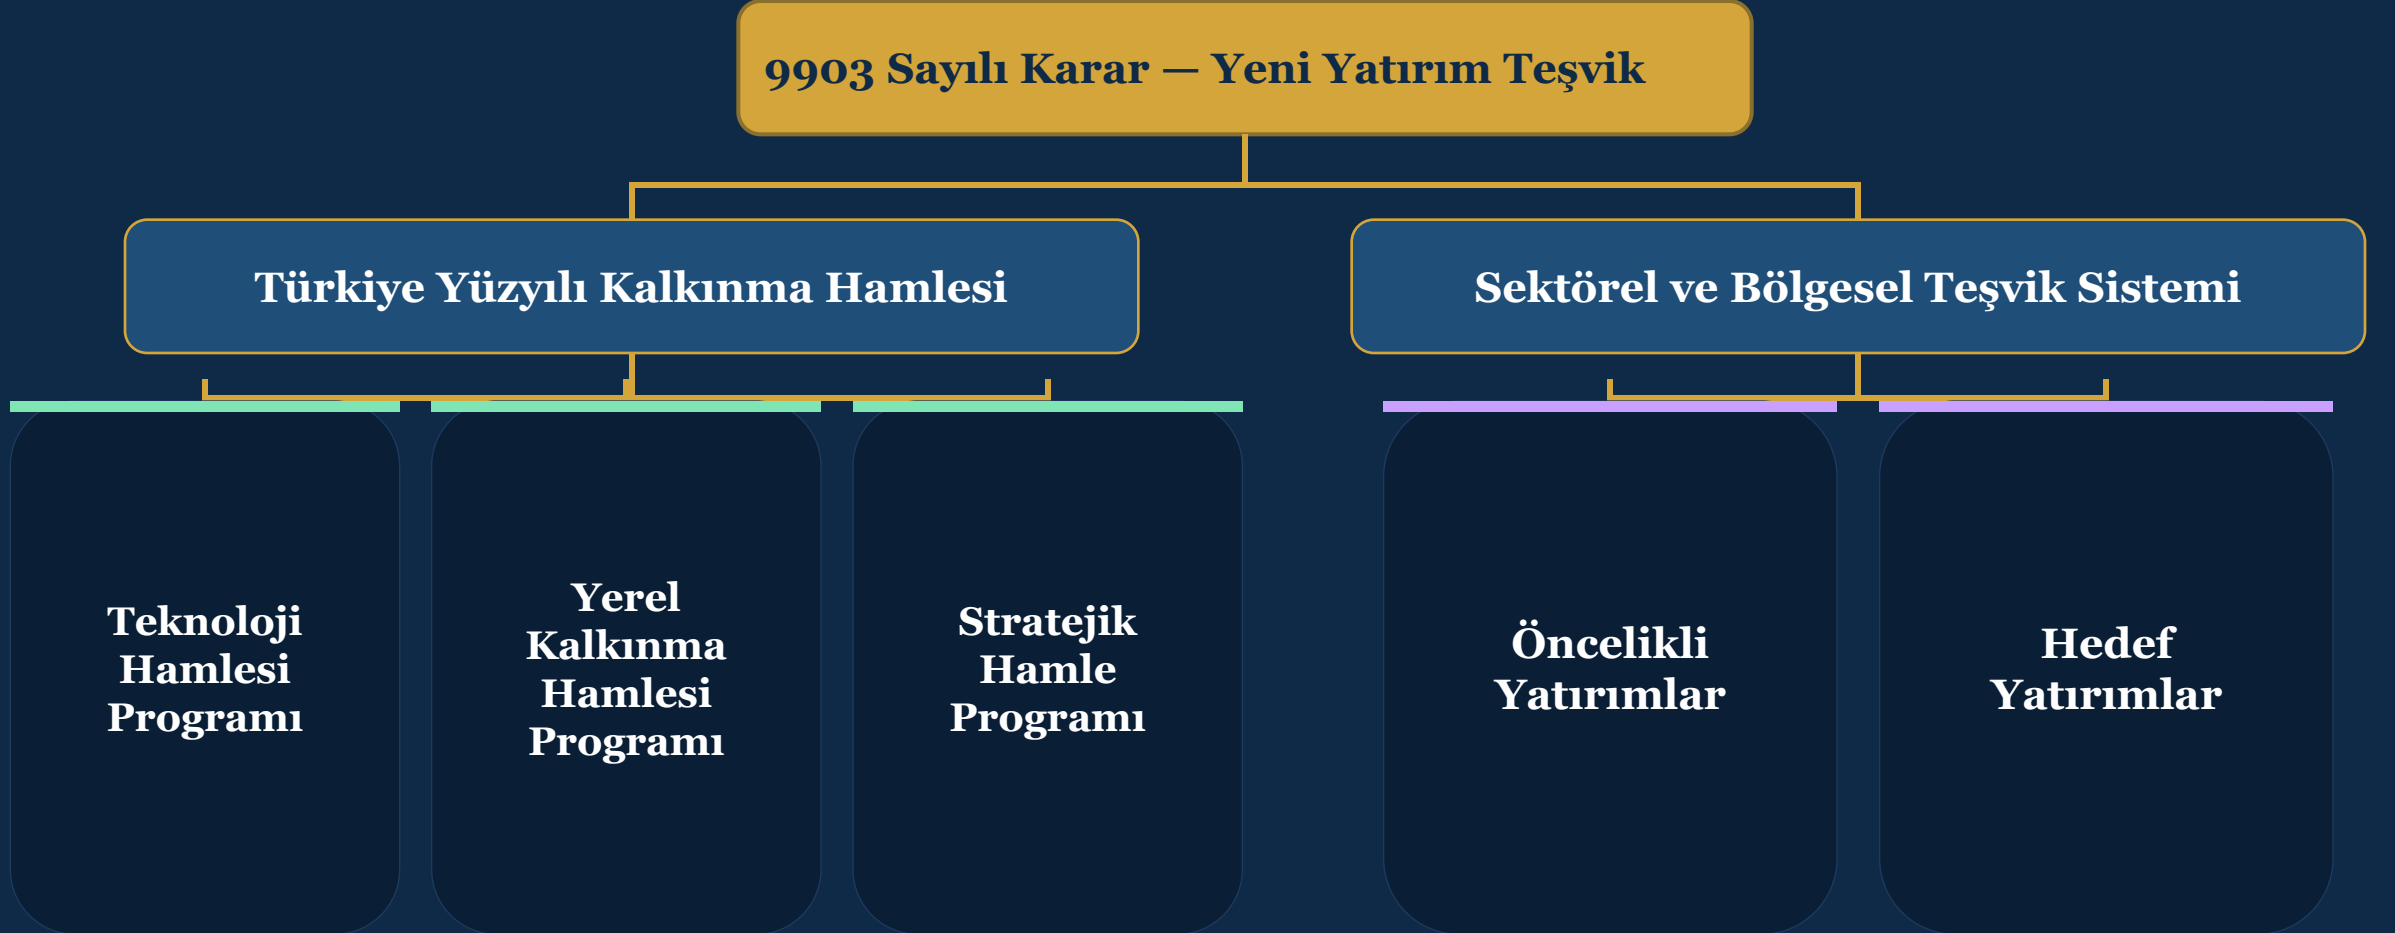 9903 Sayılı Karar — Yeni Yatırım Teşvik
Türkiye Yüzyılı Kalkınma Hamlesi
Sektörel ve Bölgesel Teşvik Sistemi
Teknoloji
Hamlesi
Programı
Yerel
Kalkınma
Hamlesi
Programı
Stratejik
Hamle
Programı
Öncelikli
Yatırımlar
Hedef
Yatırımlar